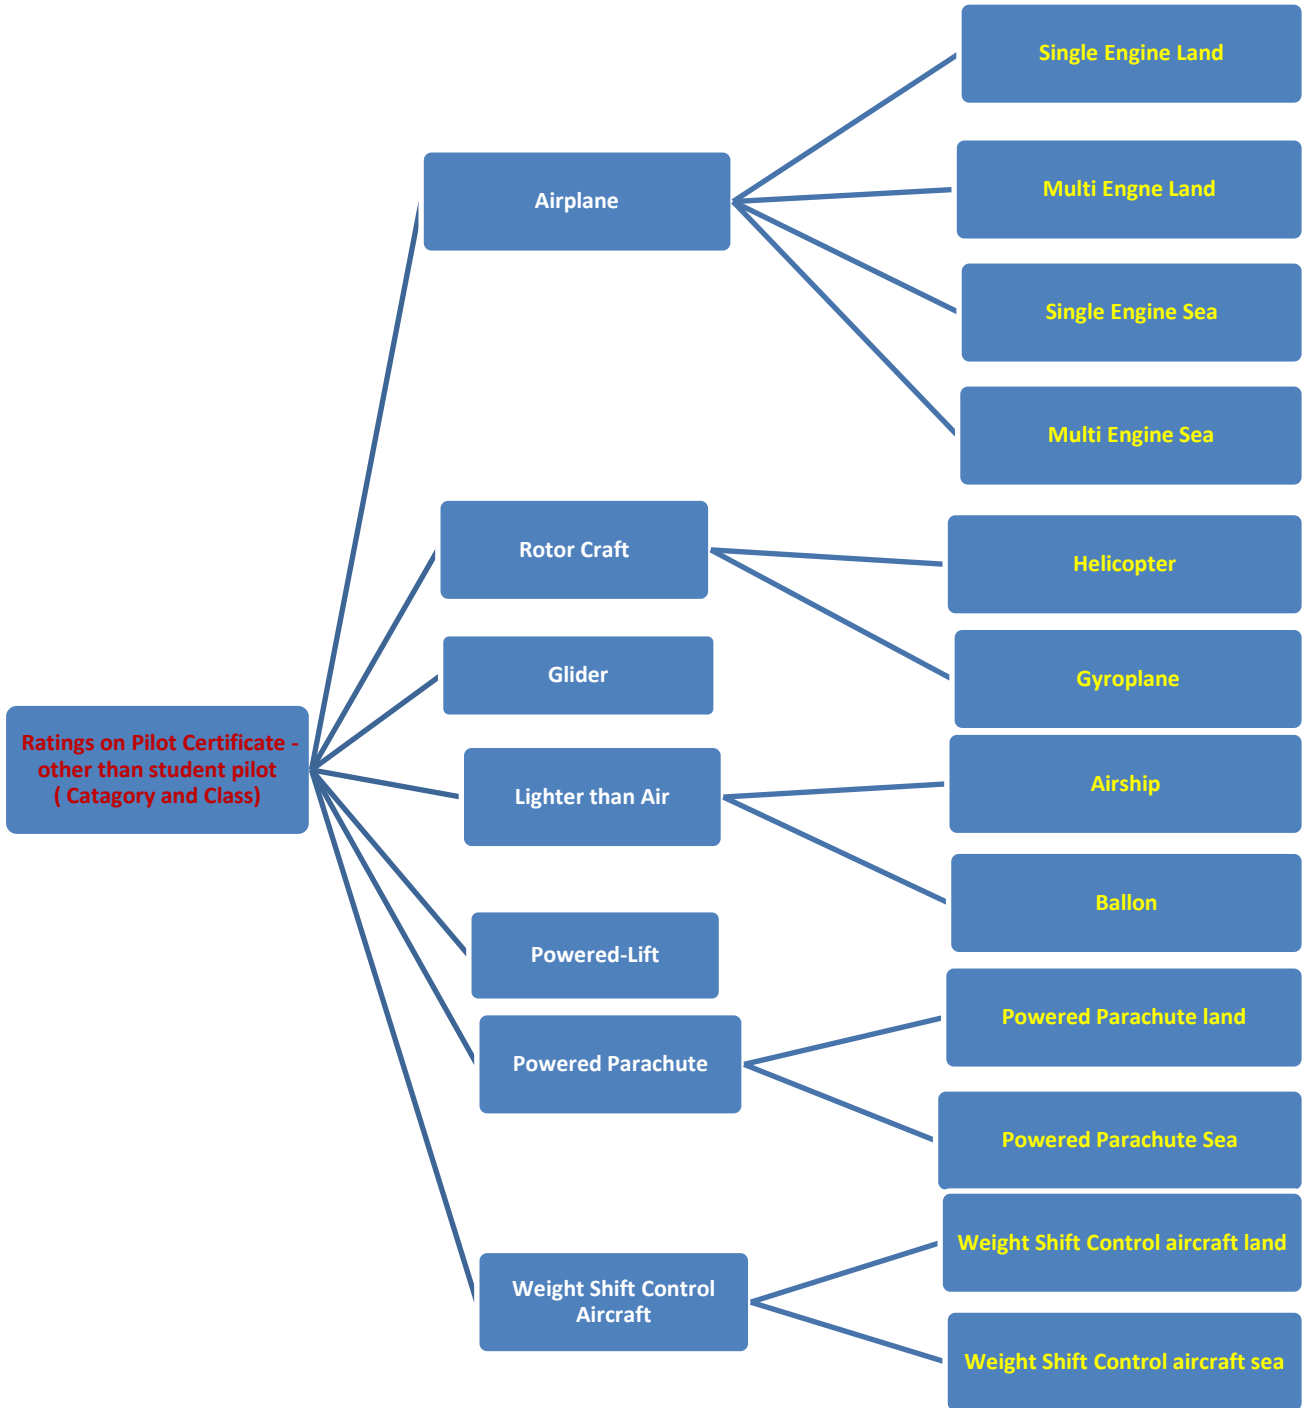 Ratings on Pilot Certificate -
other than student pilot
( Catagory and Class)
Airplane
Single Engine Land
Multi Engne Land
Single Engine Sea
Multi Engine Sea
Rotor Craft
Helicopter
Gyroplane
Glider
Lighter than Air
Airship
Ballon
Powered-Lift
Powered Parachute
Powered Parachute land
Powered Parachute Sea
Weight Shift Control
Aircraft
Weight Shift Control aircraft land
Weight Shift Control aircraft sea